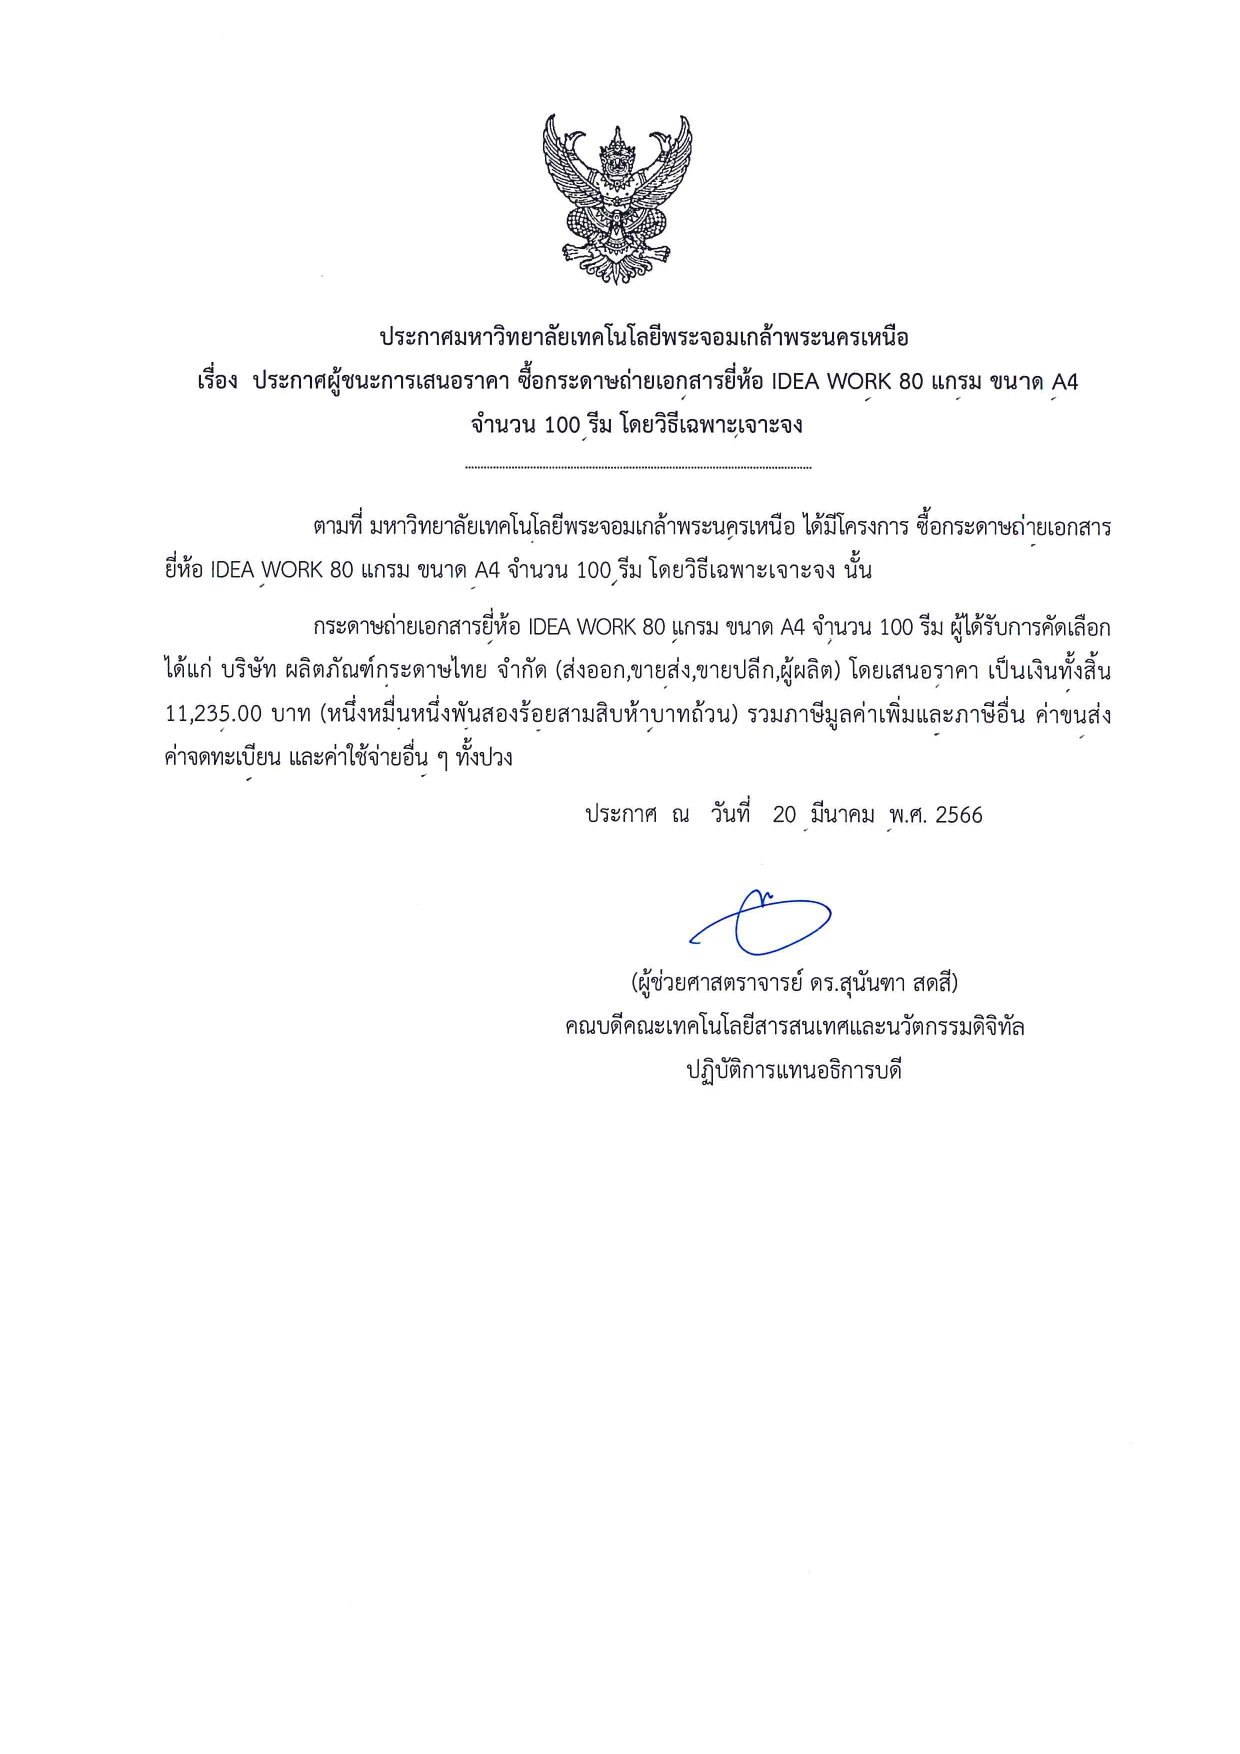 ประกาศมหาวิทยาลัยเทคโนโลยีพระจอมเกล้าพระนครเหนือ
เรื่อง ประกาศผู้ชนะการเสนอราคา ซื้อกระดาษถ่ายเอกสารยี่ห้อ IDEA WORK 80 แกรม ขนาด A4
จำนวน 100 รีม โดยวิธีเฉพาะเจาะจง
ตามที่ มหาวิทยาลัยเทคโนโลยีพระจอมเกล้าพระนครเหนือ ได้มีโครงการ ซื้อกระดาษถ่ายเอกสาร
ยี่ห้อ IDEA WORK 80 แกรม ขนาด A4 จำนวน 100 รีม โดยวิธีเฉพาะเจาะจง นั้น
กระดาษถ่ายเอกสารยี่ห้อ IDEA WORK 80 แกรม ขนาด A4 จำนวน 100 รีม ผู้ได้รับการคัดเลือก
ได้แก่ บริษัท ผลิตภัณฑ์กระดาษไทย จำกัด (ส่งออก,ขายส่ง,ขายปลีก,ผู้ผลิต) โดยเสนอราคา เป็นเงินทั้งสิ้น
11,235.00 บาท (หนึ่งหมื่นหนึ่งพันสองร้อยสามสิบห้าบาทถ้วน) รวมภาษีมูลค่าเพิ่มและภาษีอื่น ค่าขนส่ง
ค่าจดทะเบียน และค่าใช้จ่ายอื่น ๆ ทั้งปวง
ประกาศ ณ วันที่ 20 มีนาคม พ.ศ. 2566
(ผู้ช่วยศาสตราจารย์ ดร.สุนันฑา สดสี)
คณบดีคณะเทคโนโลยีสารสนเทศและนวัตกรรมดิจิทัล
ปฏิบัติการแทนอธิการบดี